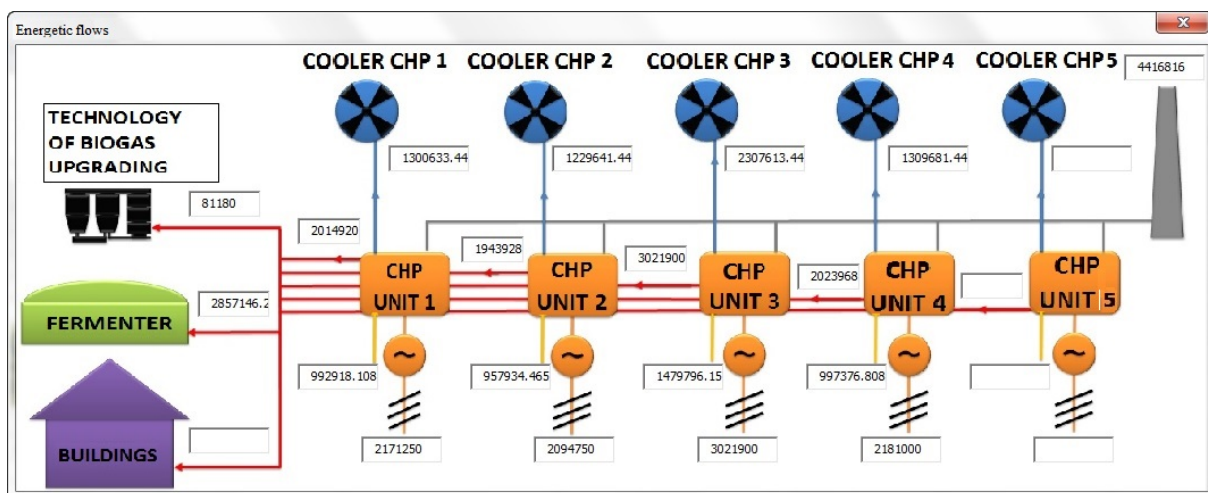 Energetic flows
x
COOLER CHP 1
COOLER CHP 2
COOLER CHP 3
COOLER CHP 4
COOLER CHP 5
4416816
TECHNOLOGY
OF BIOGAS
UPGRADING
1300633.44
1229641.44
2307613.44
1309681.44
81180
2014920
1943928
3021900
2023968
CHP
UNIT 1
CHP
UNIT 2
CHP
UNIT 3
CHP
UNIT 4
CHP
UNIT 5
2857146.2
FERMENTER
~
~
~
~
~
992918.108
957934.465
1479796.15
997376.808
BUILDINGS
2171250
2094750
3021900
2181000